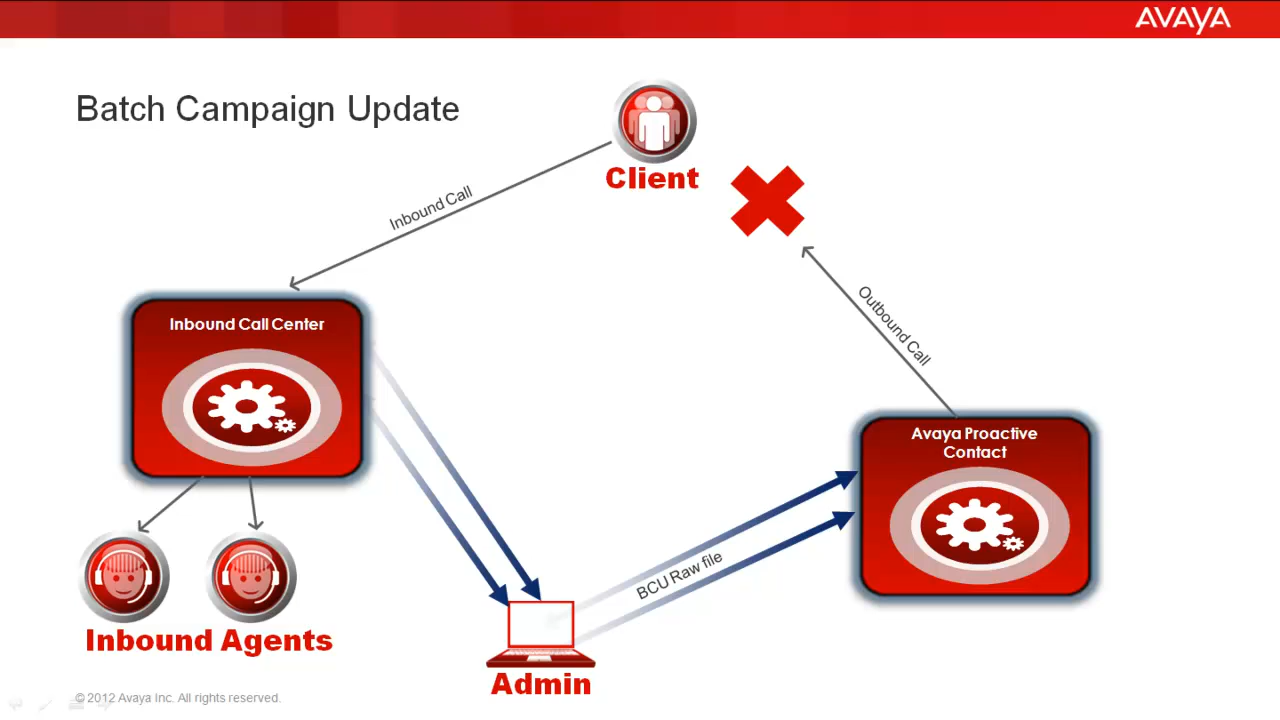 AVAYA
Batch Campaign Update
Client
Inbound Call
Outbound Call
Inbound Call Center
Avaya Proactive
Contact
BCU Raw file
Inbound Agents
Admin
©2012 Avaya Inc. All rights reserved.